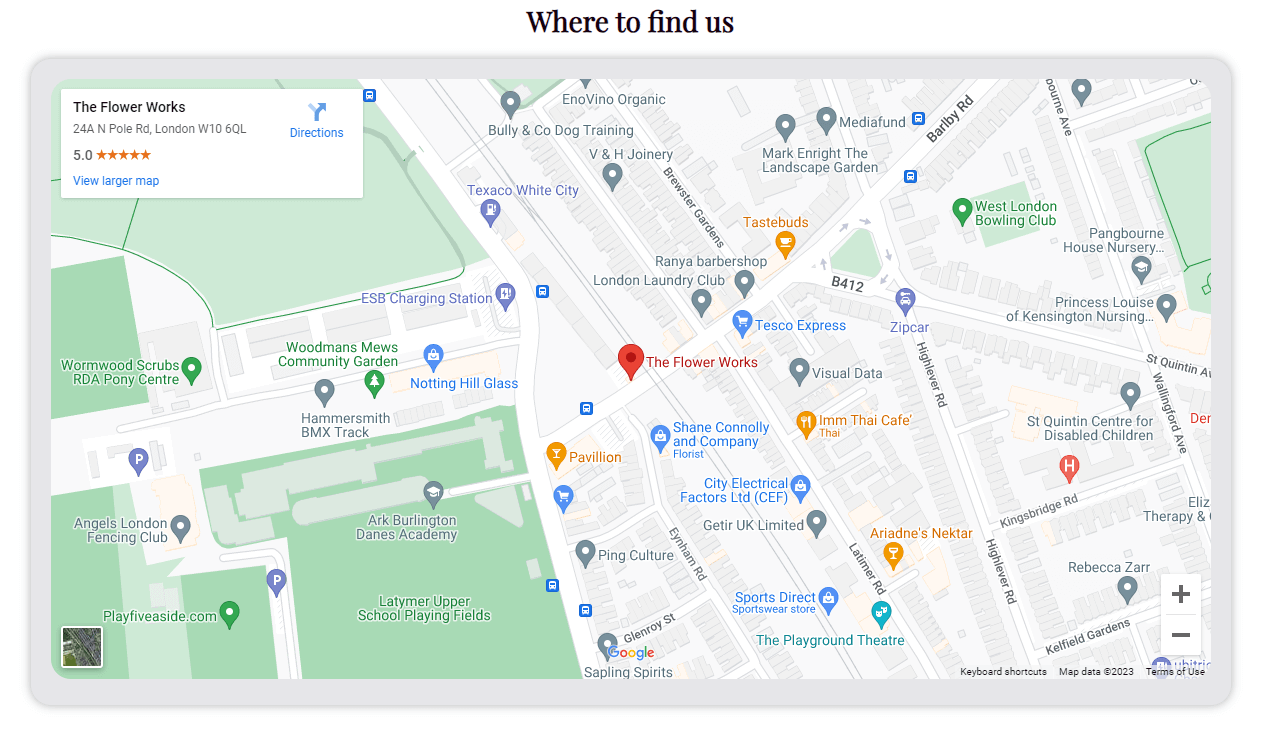 Where to find us
The Flower Works
24A N Pole Rd, London W10 6QL
Directions
5.0
View larger map
EnoVino Organic
Bully & Co Dog Training
Mediafund
Barlby Rd
V & H Joinery
Mark Enright The
Landscape Garden
Brewster Gardens
Texaco White City
West London
Bowling Club
Tastebuds
Pangbourne
House Nursery...
Ranya barbershop
London Laundry Club
B412
ESB Charging Station
Princess Louise
of Kensington Nursing...
Tesco Express
Zipcar
Woodmans Mews
Community Garden
Wormwood Scrubs
RDA Pony Centre
The Flower Works
St Quintin Av
Highlever Rd
Wallingford Ave
Notting Hill Glass
Visual Data
Hammersmith
BMX Track
Imm Thai Cafe'
Thai
St Quintin Centre for
Disabled Children
Shane Connolly
and Company
Florist
Pavillion
P
H
City Electrical
Factors Ltd (CEF)
Kingsbridge Rd
Angels London
Fencing Club
Ark Burlington
Danes Academy
Getir UK Limited
Therapy &
Ariadne's Nektar
Ping Culture
Eynham Rd
Latimer Rd
Highlever Rd
Rebecca Zarr
P
Playfiveaside.com
Latymer Upper
School Playing Fields
Sports Direct
Sportswear store
+
Glenroy St
The Playground Theatre
Kelfield Gardens
−
Google
Sapling Spirits
Keyboard shortcuts
Map data ©2023
Terms of Use